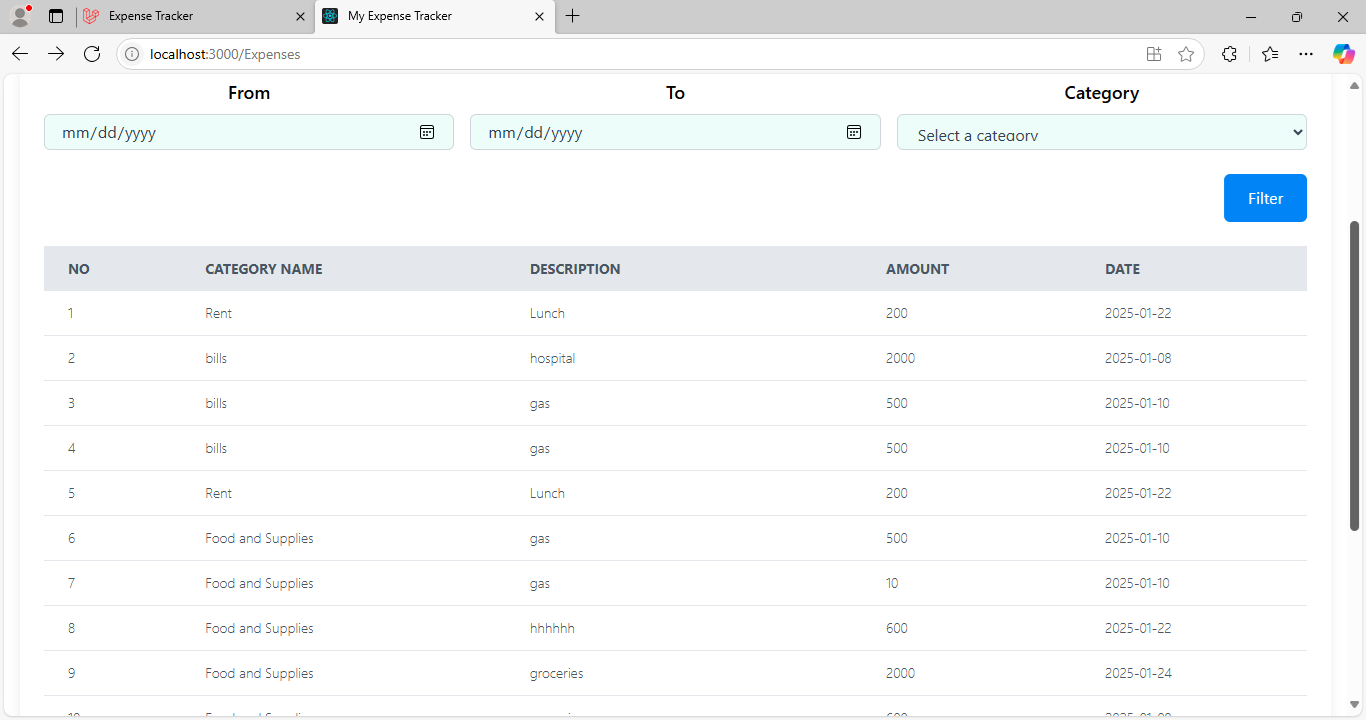 Expense Tracker
My Expense Tracker
localhost:3000/Expenses
From To Category
mm/dd/yyyy mm/dd/yyyy Select a category
Filter
NO CATEGORY NAME DESCRIPTION AMOUNT DATE
1 Rent Lunch 200 2025-01-22
2 bills hospital 2000 2025-01-08
3 bills gas 500 2025-01-10
4 bills gas 500 2025-01-10
5 Rent Lunch 200 2025-01-22
6 Food and Supplies gas 500 2025-01-10
7 Food and Supplies gas 10 2025-01-10
8 Food and Supplies hhhhhh 600 2025-01-22
9 Food and Supplies groceries 2000 2025-01-24